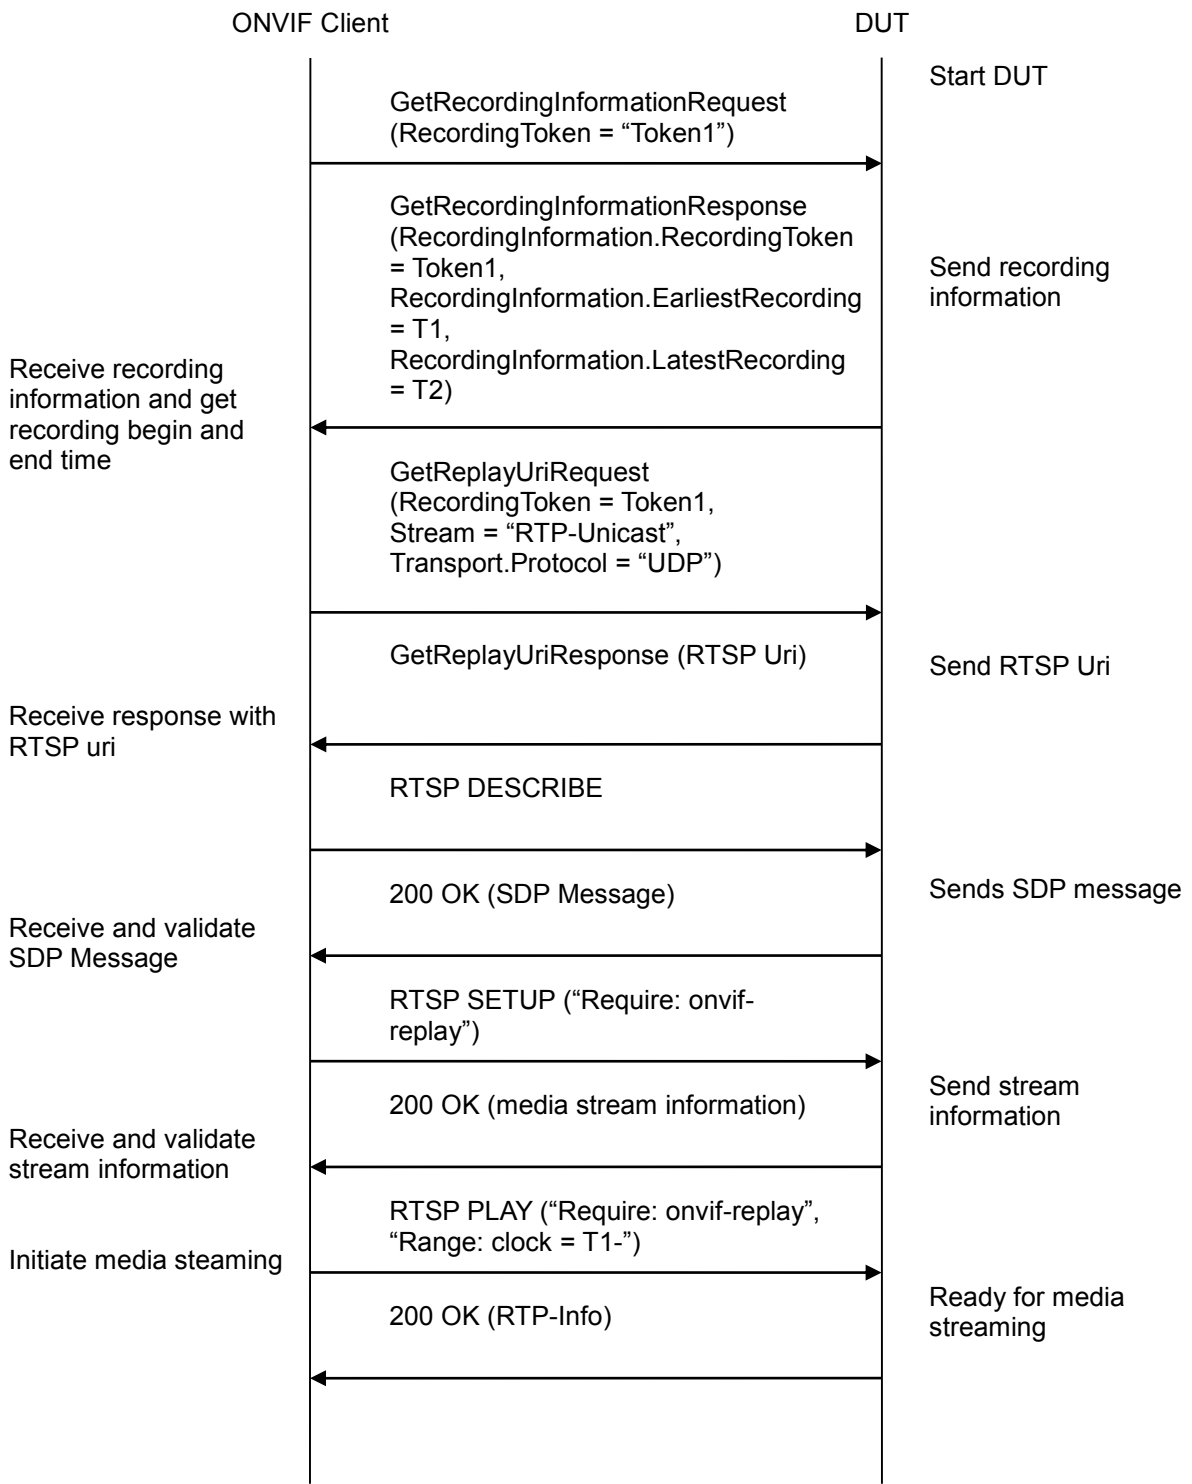 ONVIF Client
DUT
Start DUT
GetRecordingInformationRequest
(RecordingToken = “Token1”)
GetRecordingInformationResponse
(RecordingInformation.RecordingToken
= Token1,
RecordingInformation.EarliestRecording
= T1,
RecordingInformation.LatestRecording
= T2)
Send recording
information
Receive recording
information and get
recording begin and
end time
GetReplayUriRequest
(RecordingToken = Token1,
Stream = “RTP-Unicast”,
Transport.Protocol = “UDP”)
GetReplayUriResponse (RTSP Uri)
Send RTSP Uri
Receive response with
RTSP uri
RTSP DESCRIBE
200 OK (SDP Message)
Sends SDP message
Receive and validate
SDP Message
RTSP SETUP (“Require: onvif-
replay”)
200 OK (media stream information)
Send stream
information
Receive and validate
stream information
RTSP PLAY (“Require: onvif-replay”,
“Range: clock = T1-”)
Initiate media steaming
200 OK (RTP-Info)
Ready for media
streaming